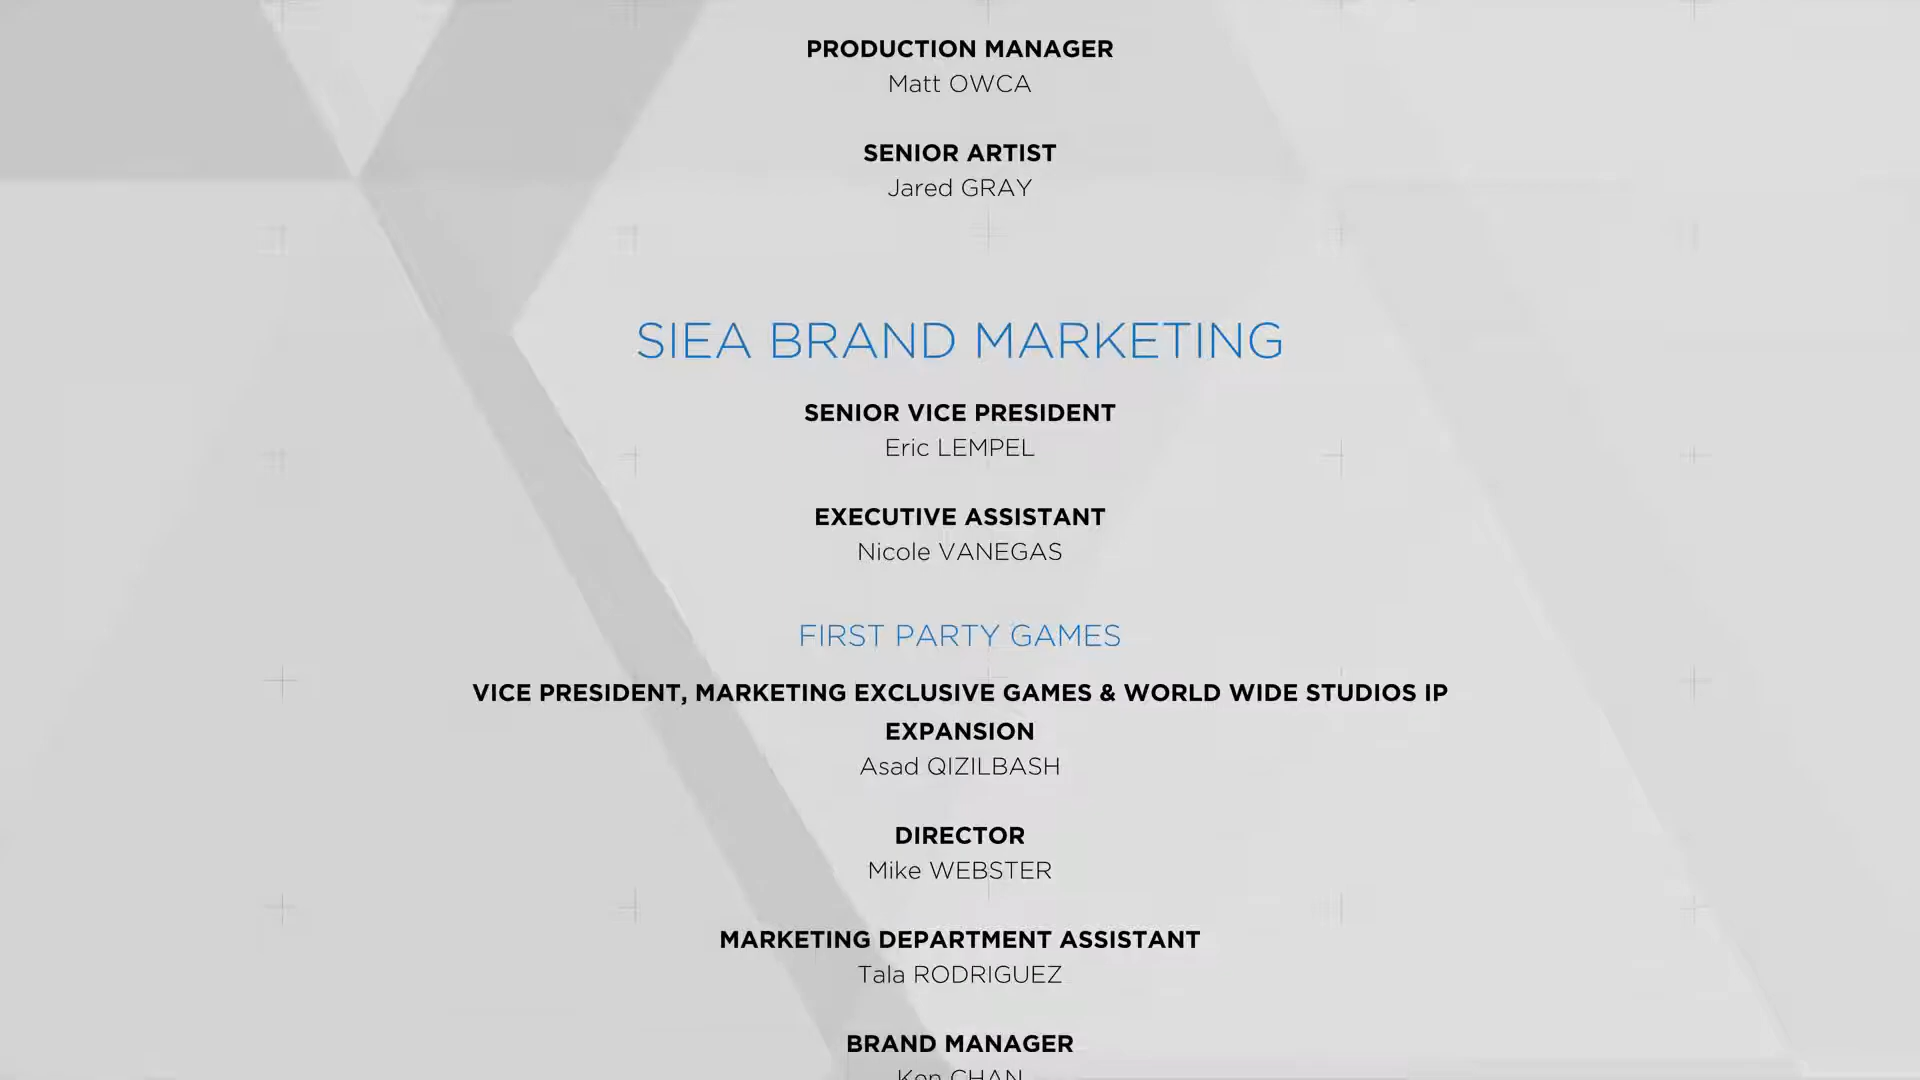 PRODUCTION MANAGER
Matt OWCA
SENIOR ARTIST
Jared GRAY
SIEA BRAND MARKETING
SENIOR VICE PRESIDENT
Eric LEMPEL
EXECUTIVE ASSISTANT
Nicole VANEGAS
FIRST PARTY GAMES
VICE PRESIDENT, MARKETING EXCLUSIVE GAMES & WORLD WIDE STUDIOS IP
EXPANSION
Asad QIZILBASH
DIRECTOR
Mike WEBSTER
MARKETING DEPARTMENT ASSISTANT
Tala RODRIGUEZ
BRAND MANAGER
Ken CHAN